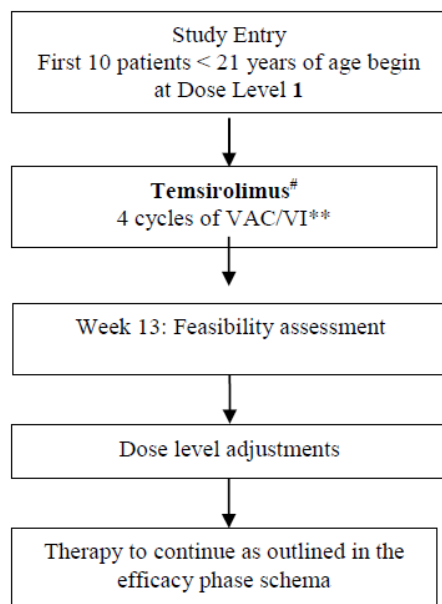 Study Entry
First 10 patients < 21 years of age begin
at Dose Level 1
Temsirolimus#
4 cycles of VAC/VI**
Week 13: Feasibility assessment
Dose level adjustments
Therapy to continue as outlined in the
efficacy phase schema